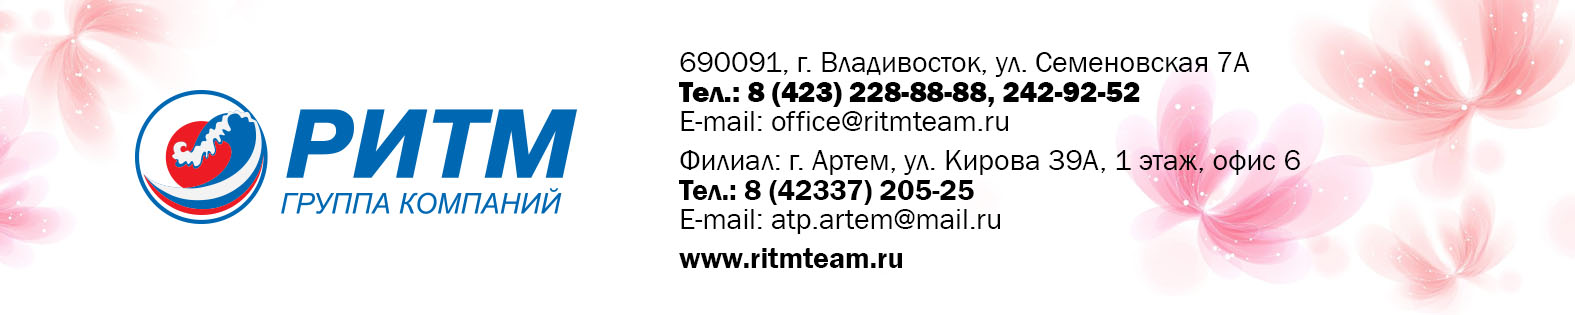 РИТМ
ГРУППА КОМПАНИЙ
690091, г. Владивосток, ул. Семеновская 7А
Тел.: 8 (423) 228-88-88, 242-92-52
E-mail: office@ritmteam.ru
Филиал: г. Артем, ул. Кирова 39А, 1 этаж, офис 6
Тел.: 8 (42337) 205-25
E-mail: atp.artem@mail.ru
www.ritmteam.ru